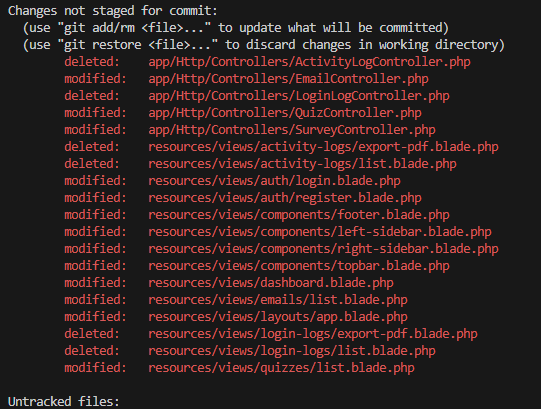 Changes not staged for commit:
  (use "git add/rm <file>..." to update what will be committed)
  (use "git restore <file>..." to discard changes in working directory)
        deleted:    app/Http/Controllers/ActivityLogController.php
        modified:   app/Http/Controllers/EmailController.php
        deleted:    app/Http/Controllers/LoginLogController.php
        modified:   app/Http/Controllers/QuizController.php
        modified:   app/Http/Controllers/SurveyController.php
        deleted:    resources/views/activity-logs/export-pdf.blade.php
        deleted:    resources/views/activity-logs/list.blade.php
        modified:   resources/views/auth/login.blade.php
        modified:   resources/views/auth/register.blade.php
        modified:   resources/views/components/footer.blade.php
        modified:   resources/views/components/left-sidebar.blade.php
        modified:   resources/views/components/right-sidebar.blade.php
        modified:   resources/views/components/topbar.blade.php
        modified:   resources/views/dashboard.blade.php
        modified:   resources/views/emails/list.blade.php
        modified:   resources/views/layouts/app.blade.php
        deleted:    resources/views/login-logs/export-pdf.blade.php
        deleted:    resources/views/login-logs/list.blade.php
        modified:   resources/views/quizzes/list.blade.php

Untracked files: